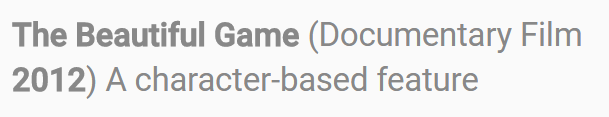 The Beautiful Game (Documentary Film
2012) A character-based feature